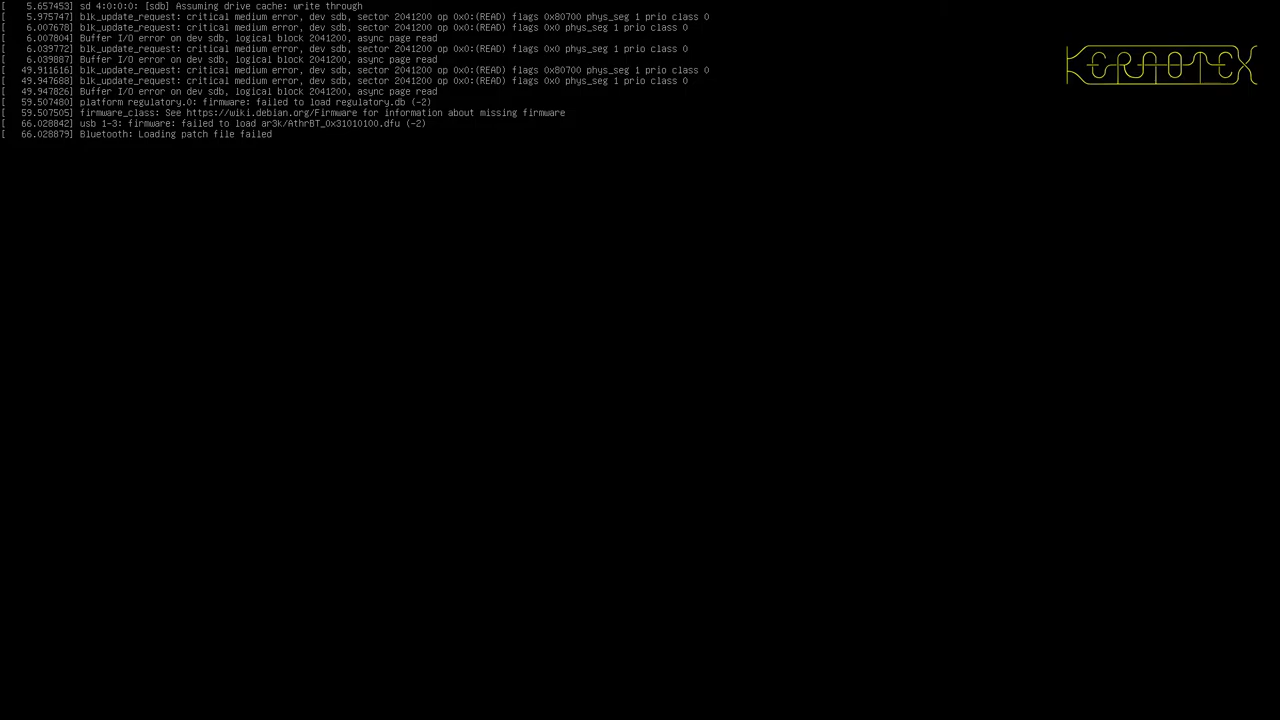 [    5.657453] sd 4:0:0:0: [sdb] Assuming drive cache: write through
[    5.975747] blk_update_request: critical medium error, dev sdb, sector 2041200 op 0x0:(READ) flags 0x80700 phys_seg 1 prio class 0
[    6.007678] blk_update_request: critical medium error, dev sdb, sector 2041200 op 0x0:(READ) flags 0x0 phys_seg 1 prio class 0
[    6.007804] Buffer I/O error on dev sdb, logical block 2041200, async page read
[    6.039772] blk_update_request: critical medium error, dev sdb, sector 2041200 op 0x0:(READ) flags 0x0 phys_seg 1 prio class 0
[    6.039887] Buffer I/O error on dev sdb, logical block 2041200, async page read
[   49.911616] blk_update_request: critical medium error, dev sdb, sector 2041200 op 0x0:(READ) flags 0x80700 phys_seg 1 prio class 0
[   49.947688] blk_update_request: critical medium error, dev sdb, sector 2041200 op 0x0:(READ) flags 0x0 phys_seg 1 prio class 0
[   49.947826] Buffer I/O error on dev sdb, logical block 2041200, async page read
[   59.507480] platform regulatory.0: firmware: failed to load regulatory.db (-2)
[   59.507505] firmware_class: See https://wiki.debian.org/Firmware for information about missing firmware
[   66.028842] usb 1-3: firmware: failed to load ar3k/AthrBT_0x31010100.dfu (-2)
[   66.028879] Bluetooth: Loading patch file failed